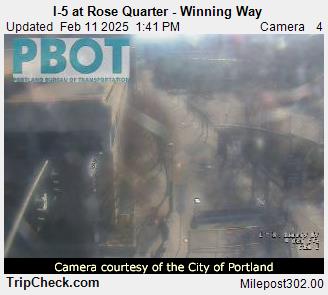 I-5 at Rose Quarter - Winning Way
Updated Feb 11 2025 1:41 PM Camera 4
PBOT
PORTLAND BUREAU OF TRANSPORTATION
Camera courtesy of the City of Portland
TripCheck.com Milepost302.00